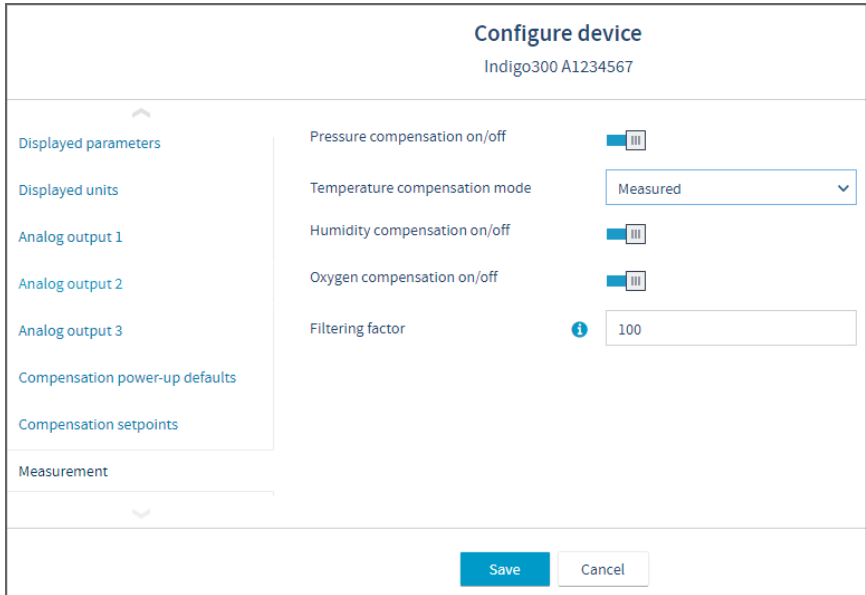 Configure device
Indigo300 A1234567
Displayed parameters
Displayed units
Analog output 1
Analog output 2
Analog output 3
Compensation power-up defaults
Compensation setpoints
Measurement
Pressure compensation on/off
Temperature compensation mode Measured
Humidity compensation on/off
Oxygen compensation on/off
Filtering factor 100
Save Cancel